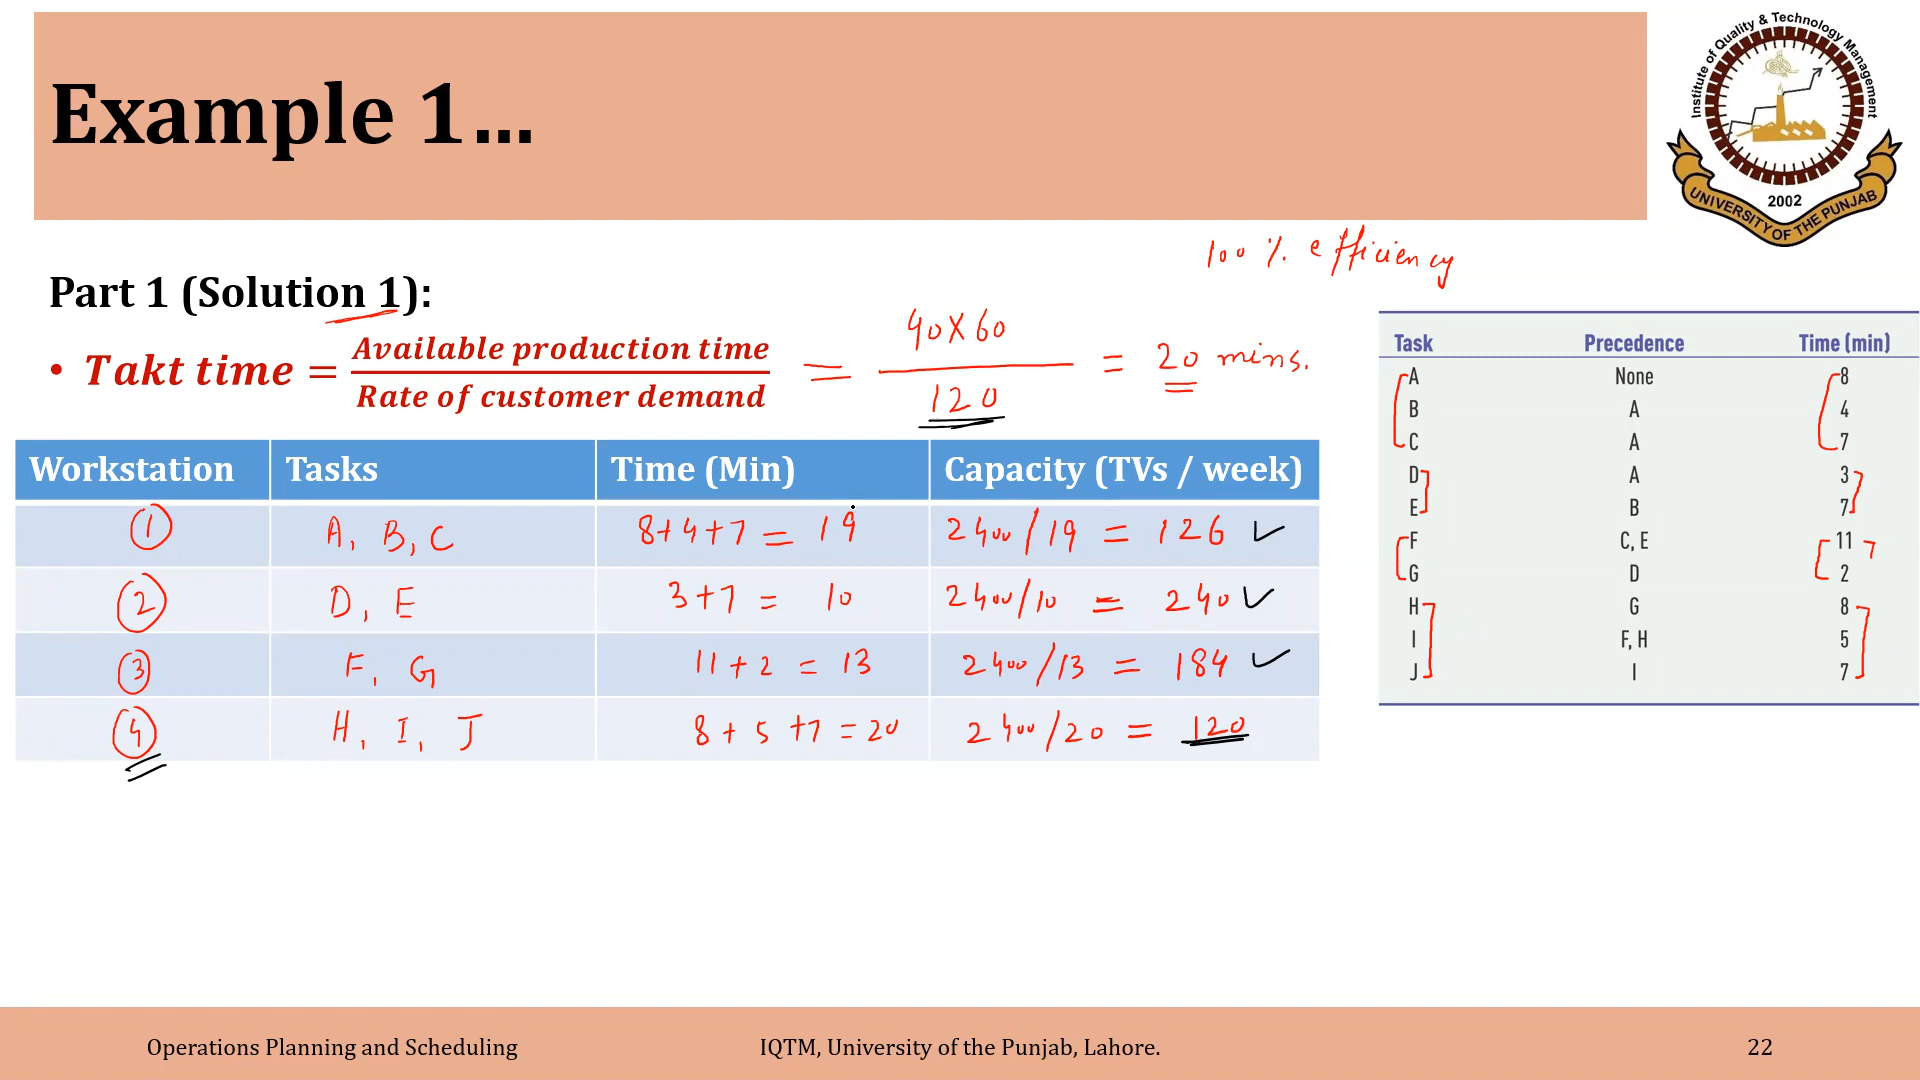 Example 1…
Institute of Quality & Technology Management
2002
UNIVERSITY OF THE PUNJAB
100 % efficiency
Part 1 (Solution 1):
• Takt time = Available production time / Rate of customer demand = 40 X 60 / 120 = 20 mins.
Workstation Tasks Time (Min) Capacity (TVs / week)
1 A, B, C 8+4+7 = 19 2400/19 = 126 ✓
2 D, E 3+7 = 10 2400/10 = 240 ✓
3 F, G 11+2 = 13 2400/13 = 184 ✓
4 H, I, J 8+5+7=20 2400/20 = 120
Task Precedence Time (min)
A None 8
B A 4
C A 7
D A 3
E B 7
F C, E 11
G D 2
H G 8
I F, H 5
J I 7
Operations Planning and Scheduling IQTM, University of the Punjab, Lahore. 22